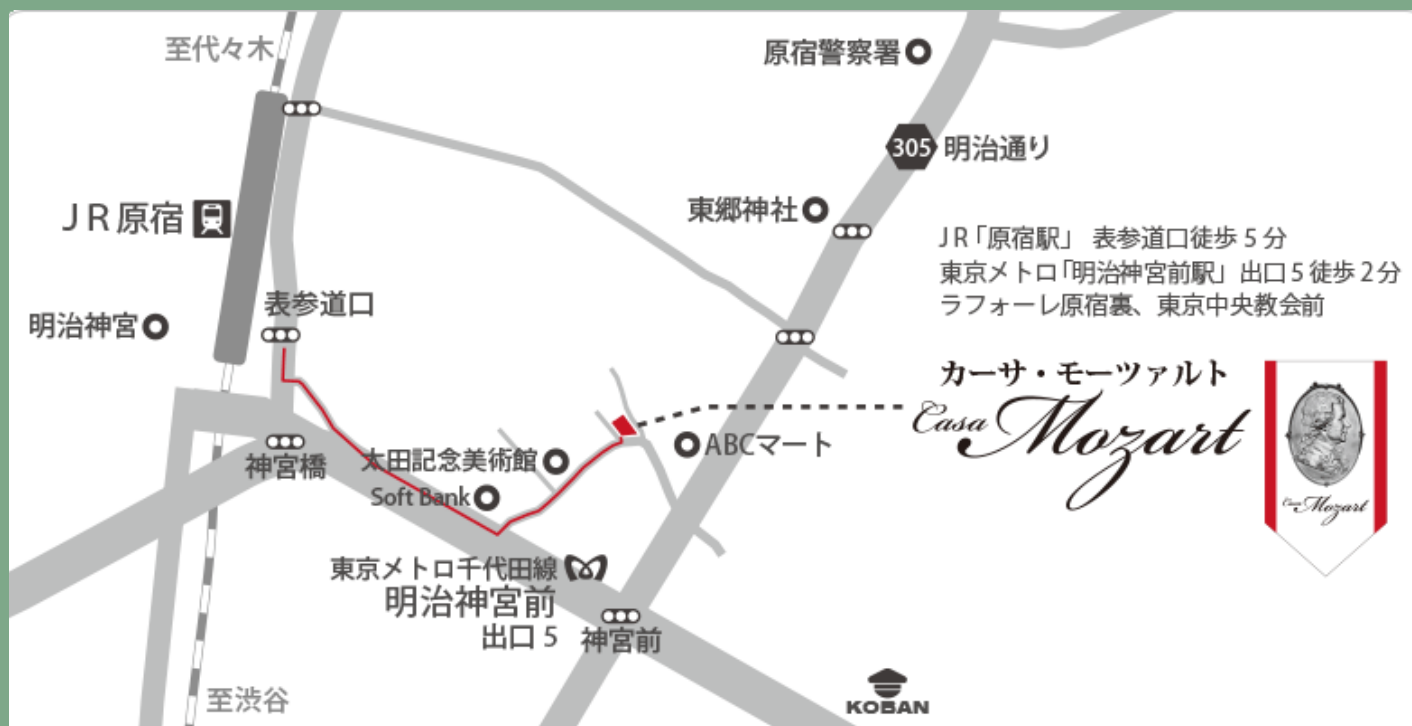 至代々木
原宿警察署
305 明治通り
JR原宿
東郷神社
JR「原宿駅」 表参道口徒歩5分
東京メトロ「明治神宮前駅」出口5徒歩2分
ラフォーレ原宿裏、東京中央教会前
表参道口
明治神宮
カーサ・モーツァルト
Casa Mozart
Casa Mozart
ABCマート
神宮橋
太田記念美術館
Soft Bank
東京メトロ千代田線
明治神宮前
出口5
神宮前
至渋谷
KOBAN